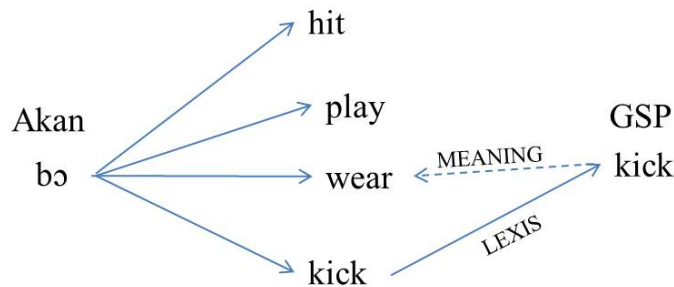 hit
Akan
bɔ
play
wear
kick
MEANING
LEXIS
GSP
kick